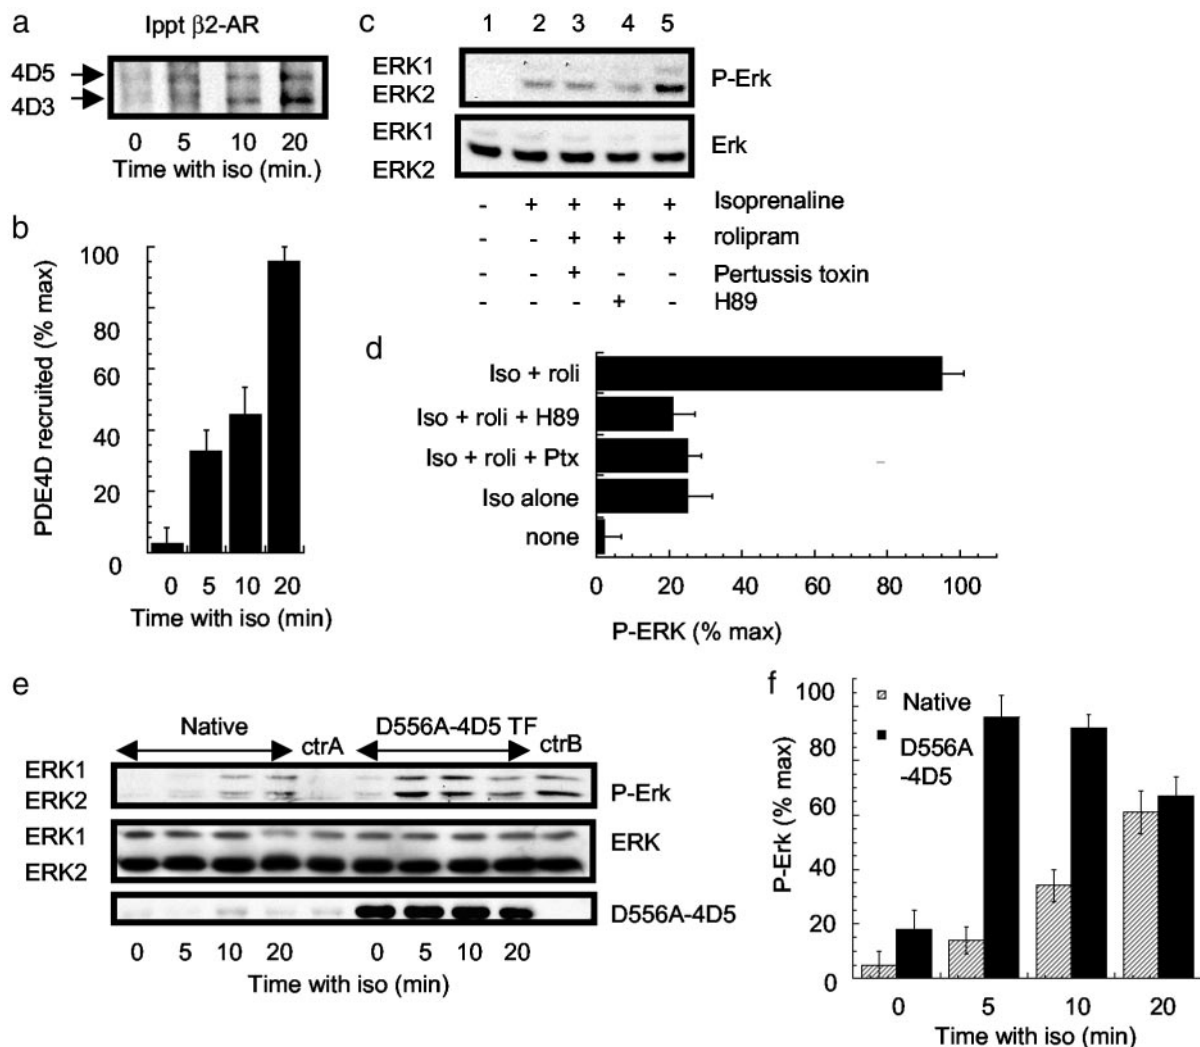 a
Ippt β2-AR
4D5
4D3
0 5 10 20
Time with iso (min.)
b
PDE4D recruited (% max)
100
80
60
40
20
0
0 5 10 20
Time with iso (min)
c
1 2 3 4 5
ERK1
ERK2
P-Erk
ERK1
ERK2
Erk
- + + + + Isoprenaline
- - + + + rolipram
- - + - - Pertussis toxin
- - - + - H89
d
Iso + roli
Iso + roli + H89
Iso + roli + Ptx
Iso alone
none
0 20 40 60 80 100
P-ERK (% max)
e
Native ctrA D556A-4D5 TF ctrB
ERK1
ERK2
P-Erk
ERK1
ERK2
ERK
D556A-4D5
0 5 10 20 0 5 10 20
Time with iso (min)
f
P-Erk (% max)
100
80
60
40
20
0
Native
D556A
-4D5
0 5 10 20
Time with iso (min)